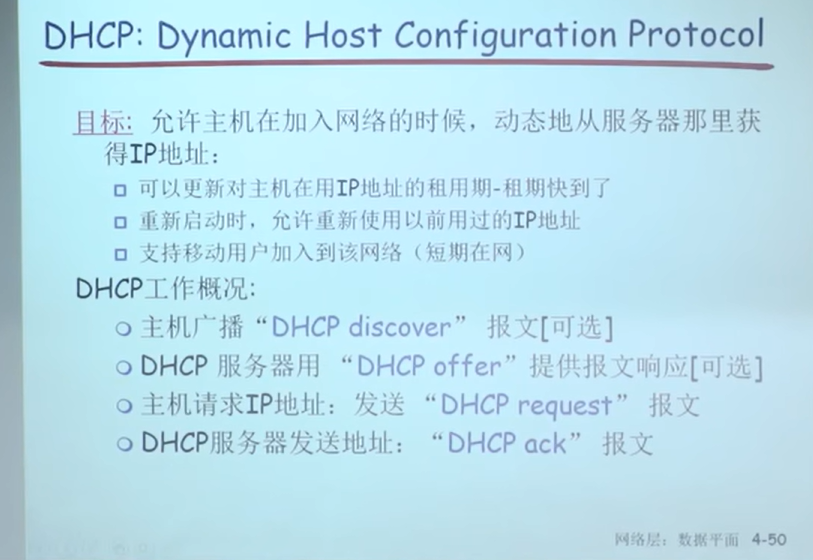 DHCP: Dynamic Host Configuration Protocol
目标: 允许主机在加入网络的时候，动态地从服务器那里获
得IP地址：
可以更新对主机在用IP地址的租用期-租期快到了
重新启动时，允许重新使用以前用过的IP地址
支持移动用户加入到该网络（短期在网）
DHCP工作概况:
主机广播“DHCP discover” 报文[可选]
DHCP 服务器用 “DHCP offer”提供报文响应[可选]
主机请求IP地址：发送 “DHCP request” 报文
DHCP服务器发送地址：“DHCP ack” 报文
网络层：数据平面 4-50